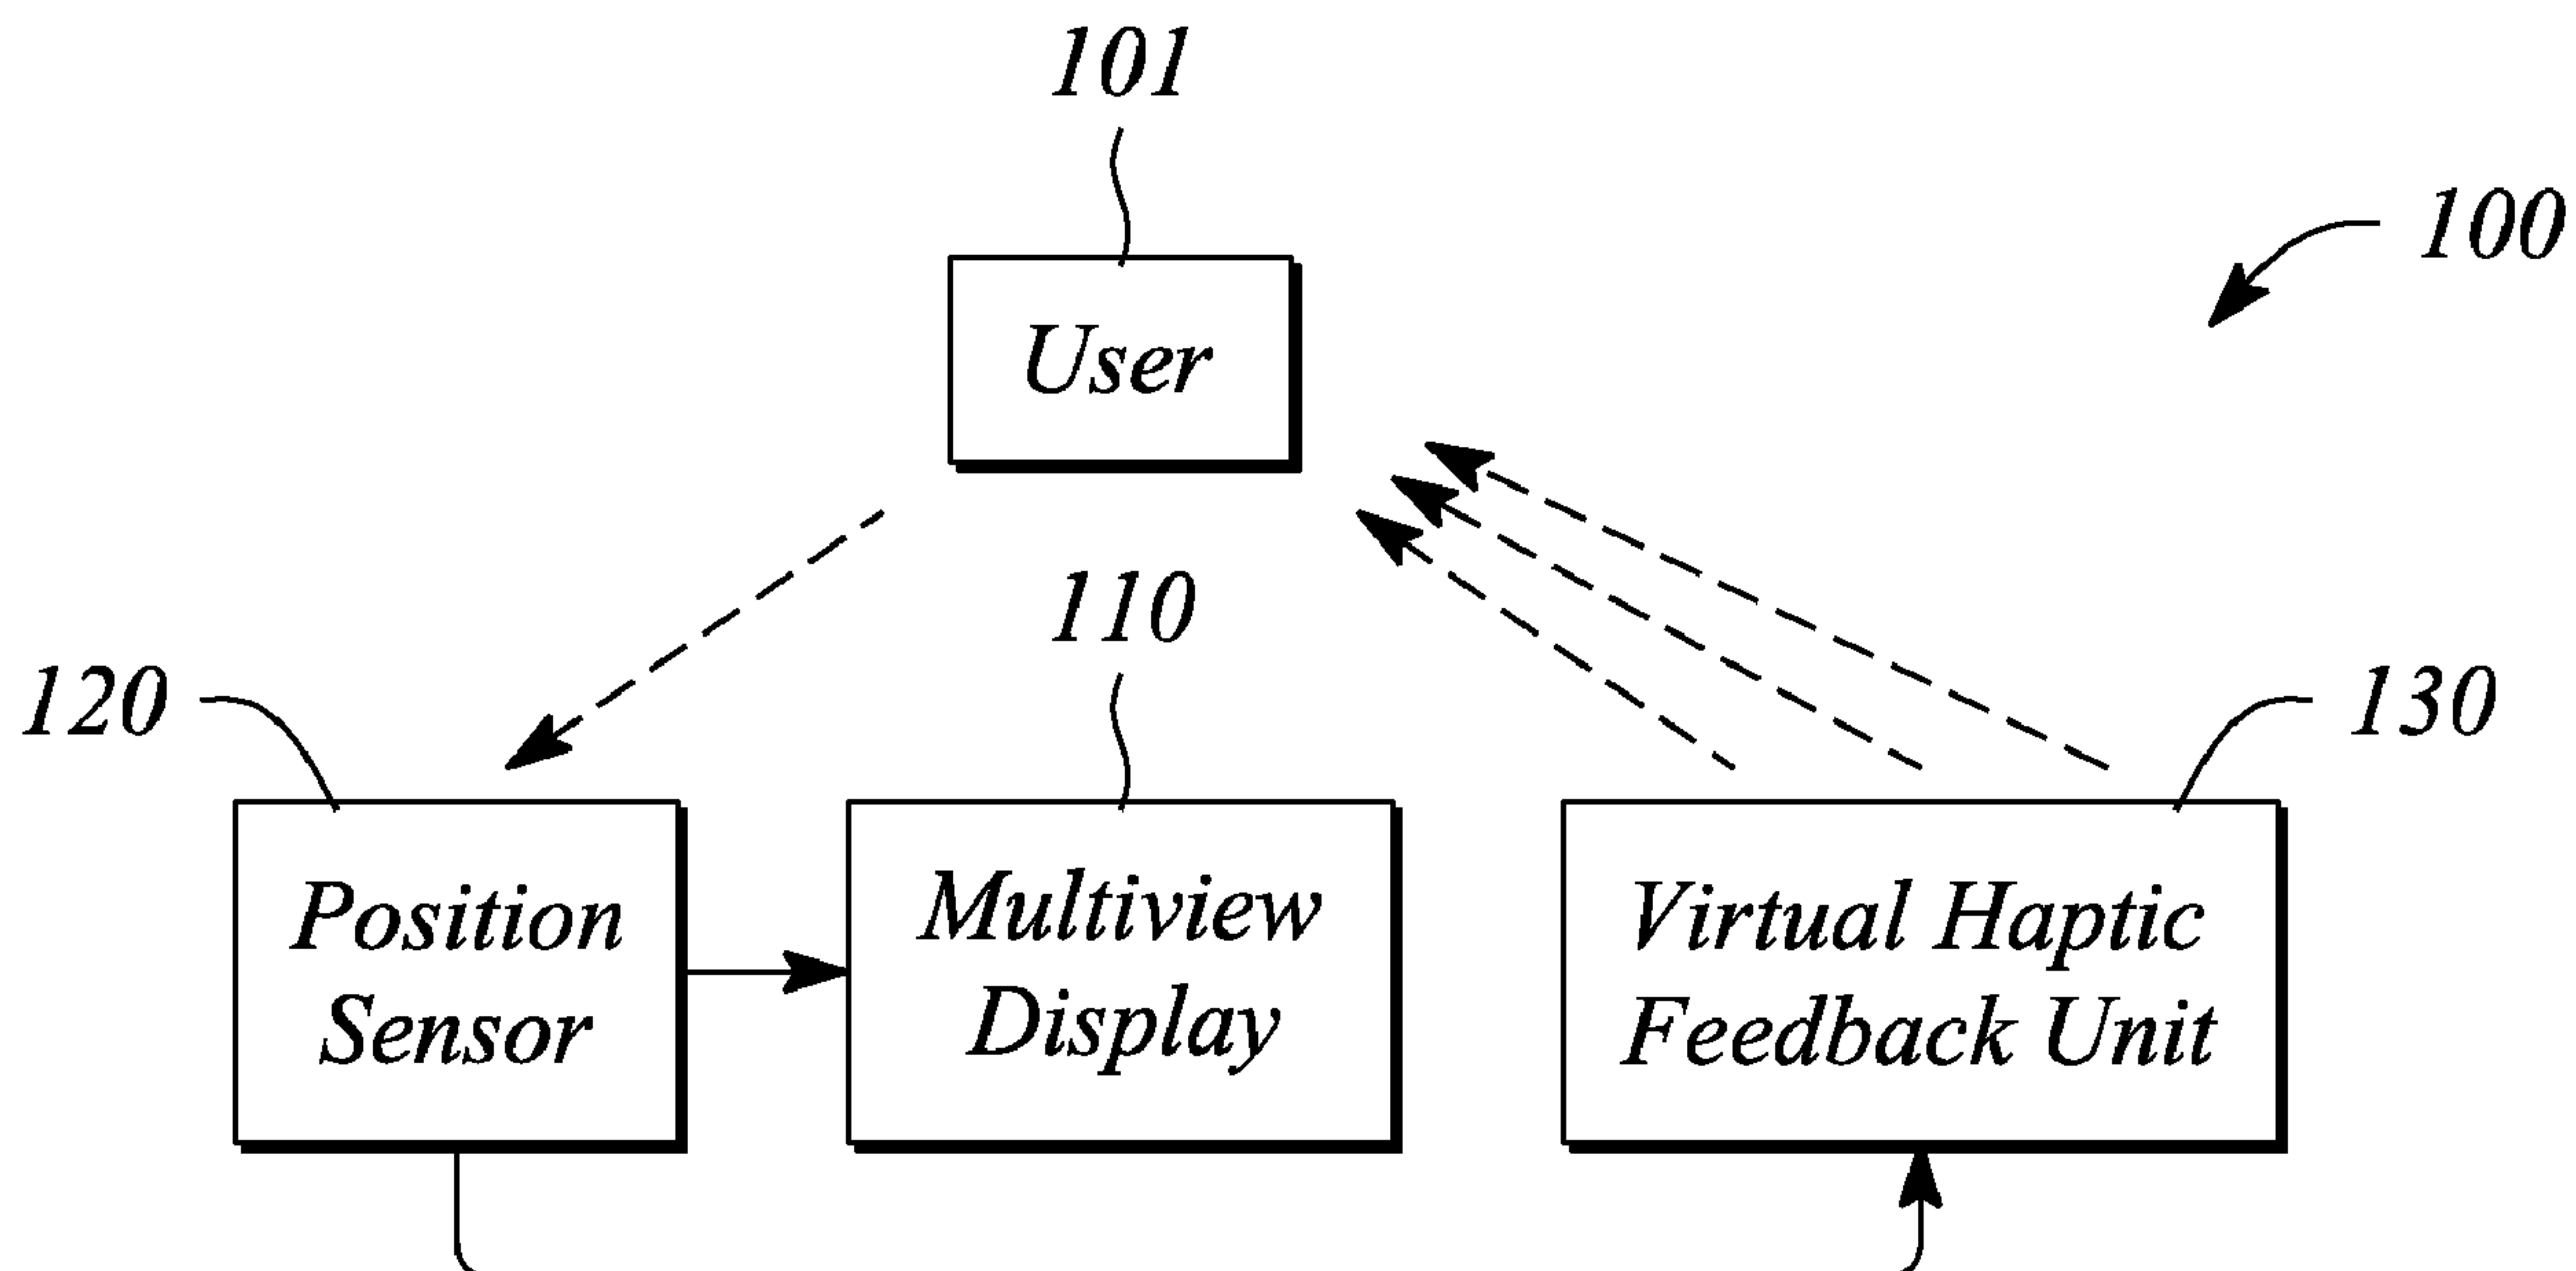 101
100
User
110
120
130
Position
Sensor
Multiview
Display
Virtual Haptic
Feedback Unit